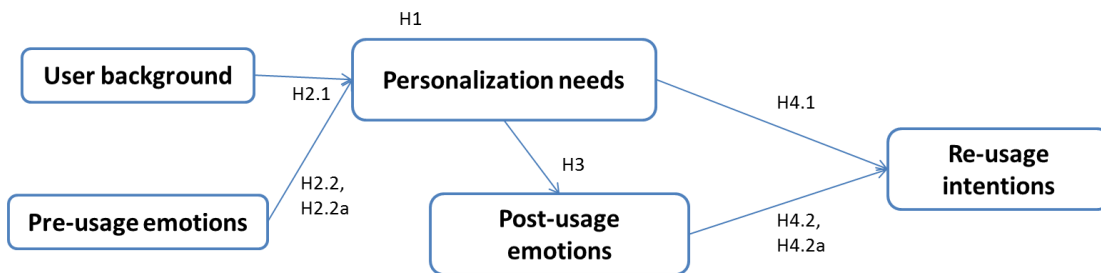 H1
User background
Personalization needs
H2.1
H4.1
H2.2,
H2.2a
H3
Re-usage
intentions
Pre-usage emotions
Post-usage
emotions
H4.2,
H4.2a